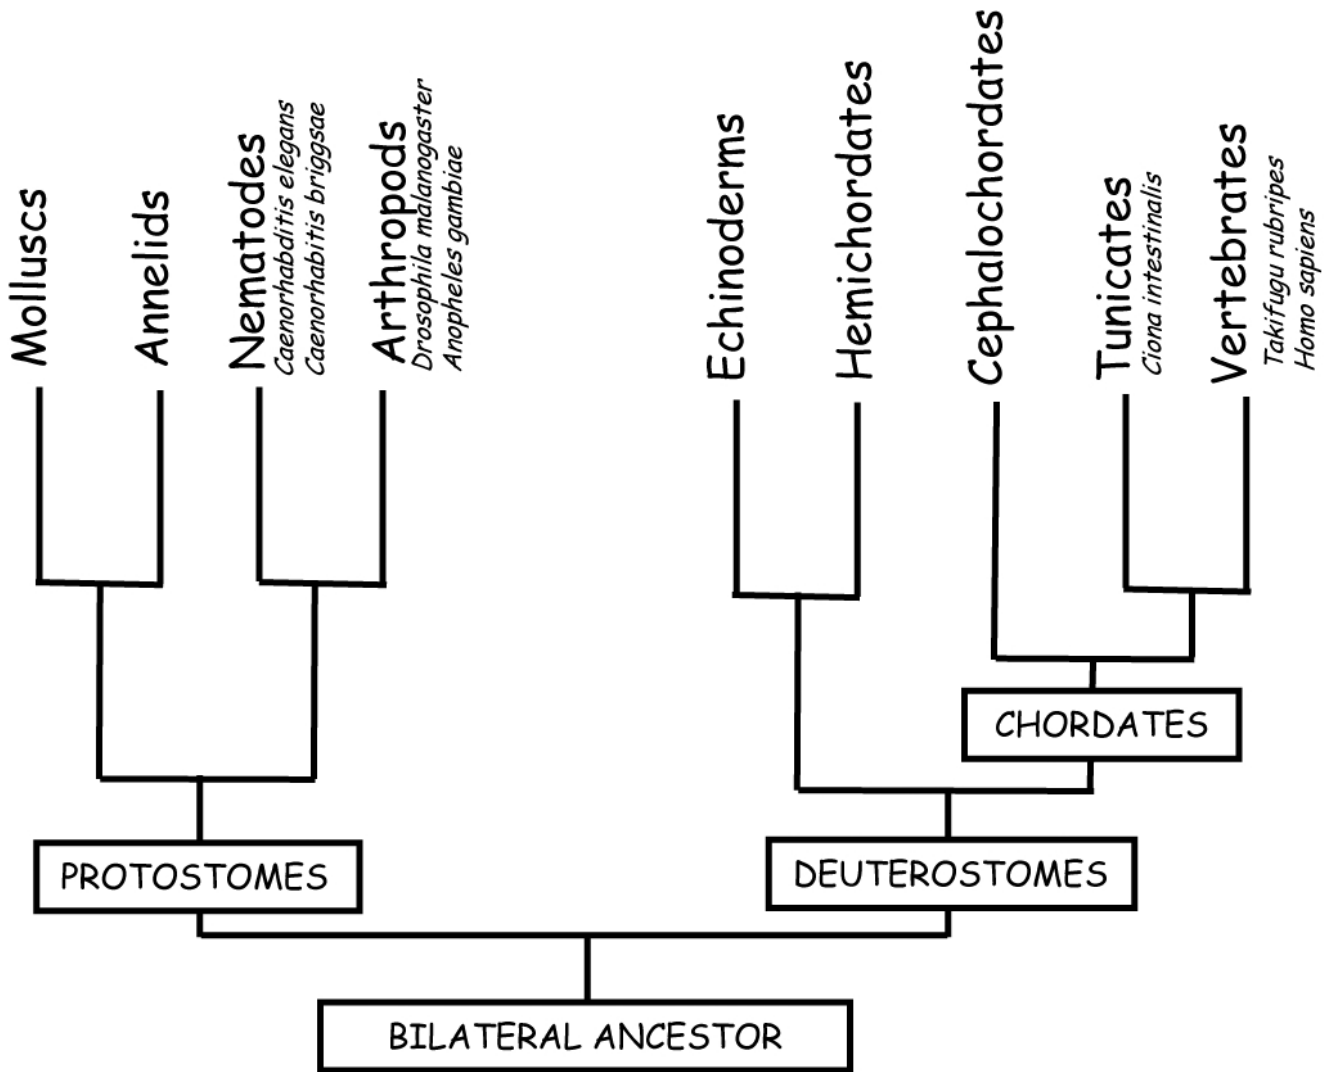 Molluscs
Annelids
Nematodes
Caenorhabditis elegans
Caenorhabitis briggsae
Arthropods
Drosophila malanogaster
Anopheles gambiae
Echinoderms
Hemichordates
Cephalochordates
Tunicates
Ciona intestinalis
Vertebrates
Takifugu rubripes
Homo sapiens
CHORDATES
PROTOSTOMES
DEUTEROSTOMES
BILATERAL ANCESTOR